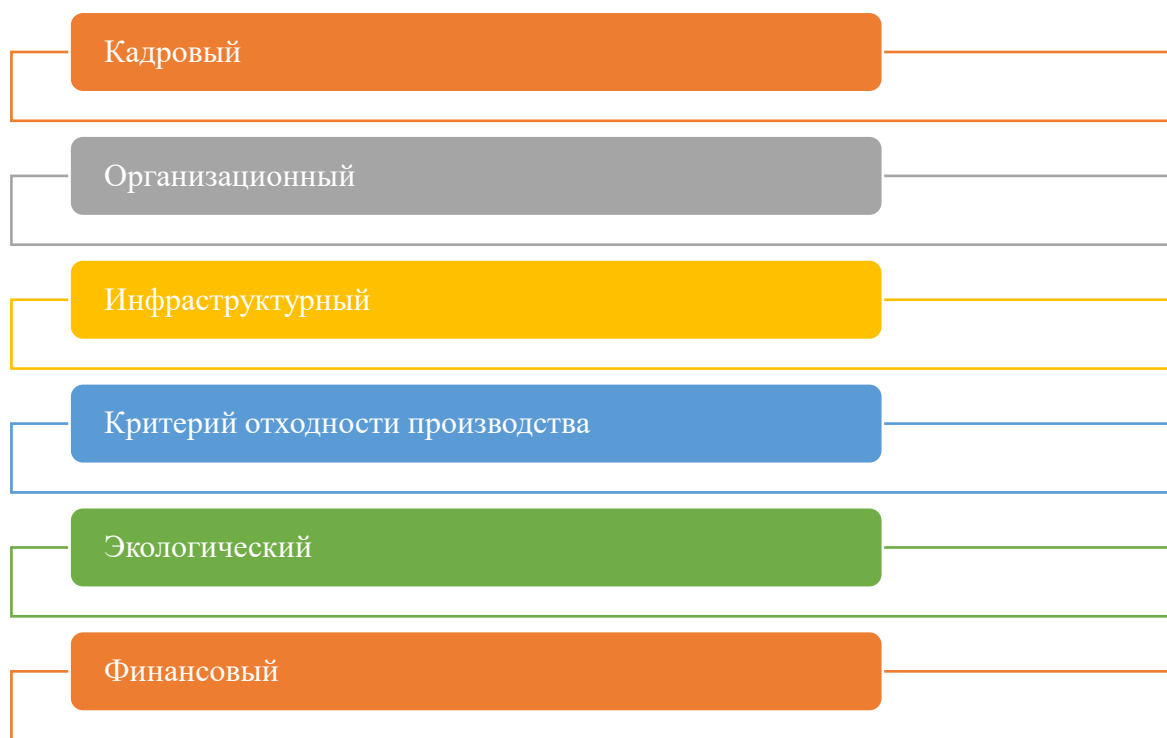 Кадровый
Организационный
Инфраструктурный
Критерий отходности производства
Экологический
Финансовый